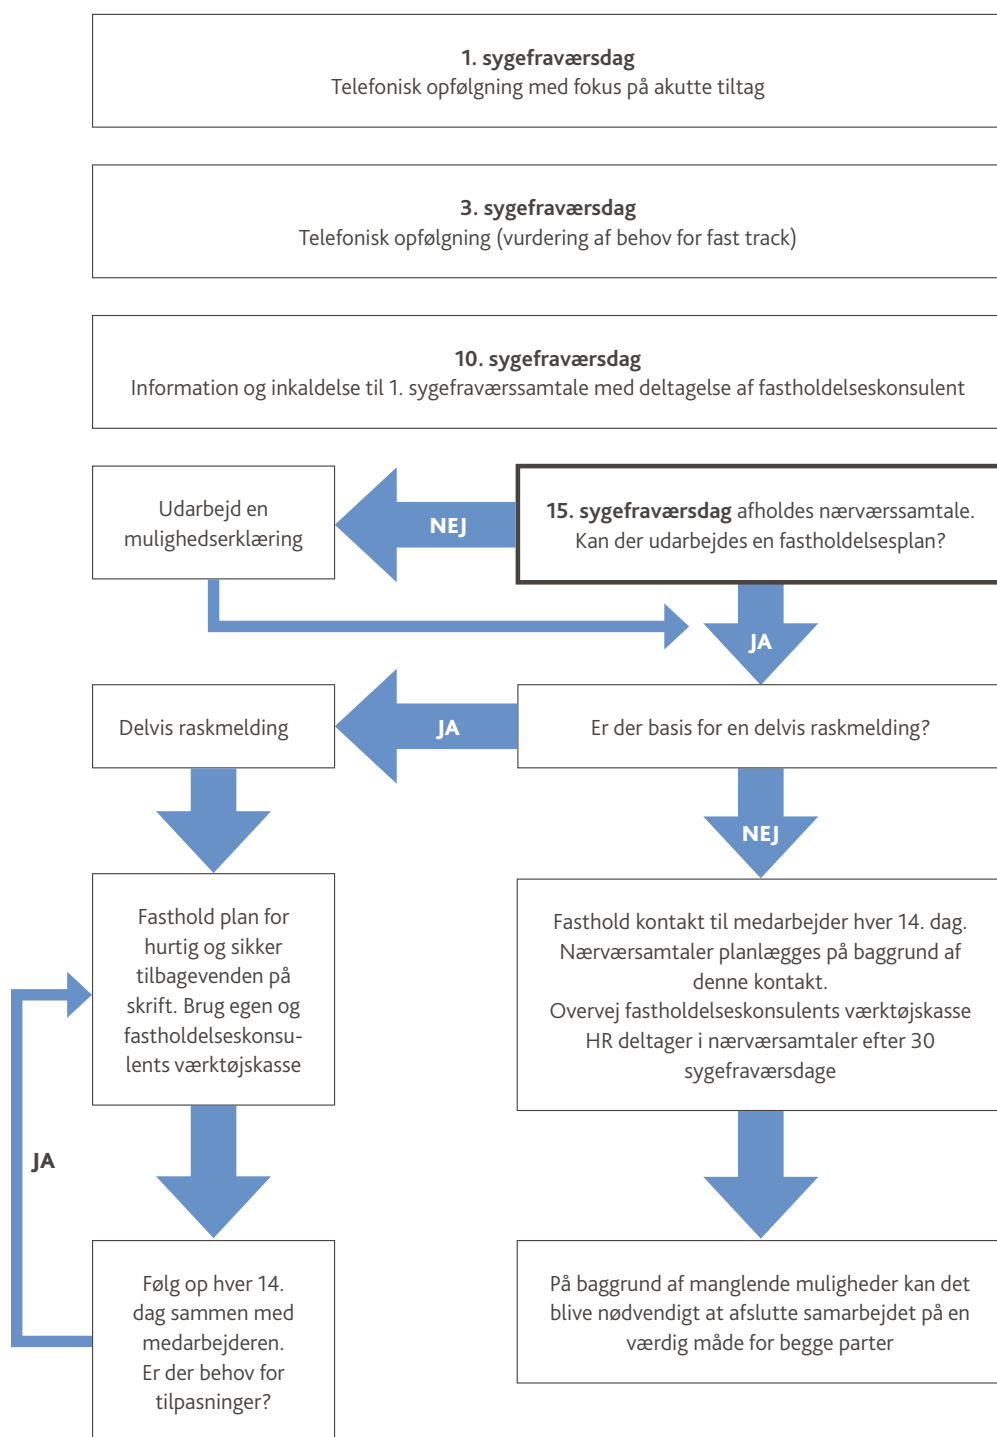 1. sygefraværsdag
Telefonisk opfølgning med fokus på akutte tiltag
3. sygefraværsdag
Telefonisk opfølgning (vurdering af behov for fast track)
10. sygefraværsdag
Information og inkaldelse til 1. sygefraværssamtale med deltagelse af fastholdelseskonsulent
Udarbejd en
mulighedserklæring
NEJ
15. sygefraværsdag afholdes nærværssamtale.
Kan der udarbejdes en fastholdelsesplan?
JA
Delvis raskmelding
JA
Er der basis for en delvis raskmelding?
NEJ
Fasthold plan for
hurtig og sikker
tilbagevenden på
skrift. Brug egen og
fastholdelseskonsu-
lents værktøjskasse
Fasthold kontakt til medarbejder hver 14. dag.
Nærværsamtaler planlægges på baggrund af
denne kontakt.
Overvej fastholdelseskonsulents værktøjskasse
HR deltager i nærværsamtaler efter 30
sygefraværsdage
JA
Følg op hver 14.
dag sammen med
medarbejderen.
Er der behov for
tilpasninger?
På baggrund af manglende muligheder kan det
blive nødvendigt at afslutte samarbejdet på en
værdig måde for begge parter